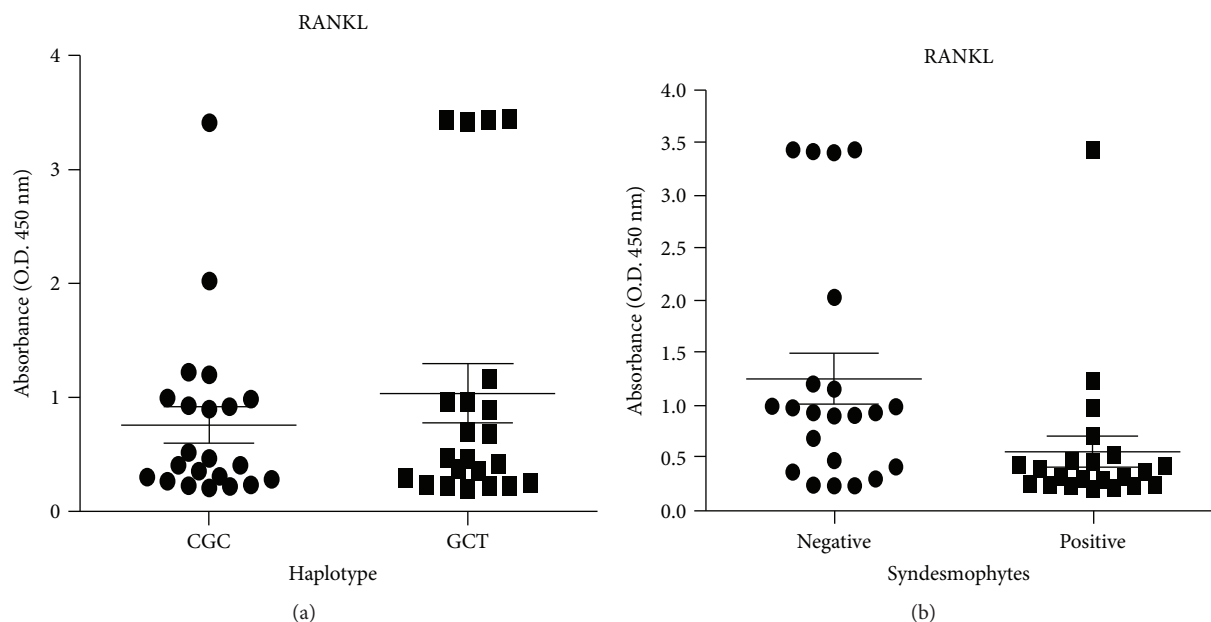 RANKL
Absorbance (O.D. 450 nm)
4
3
2
1
0
CGC
GCT
Haplotype
(a)
RANKL
Absorbance (O.D. 450 nm)
4.0
3.5
3.0
2.5
2.0
1.5
1.0
0.5
0.0
Negative
Positive
Syndesmophytes
(b)